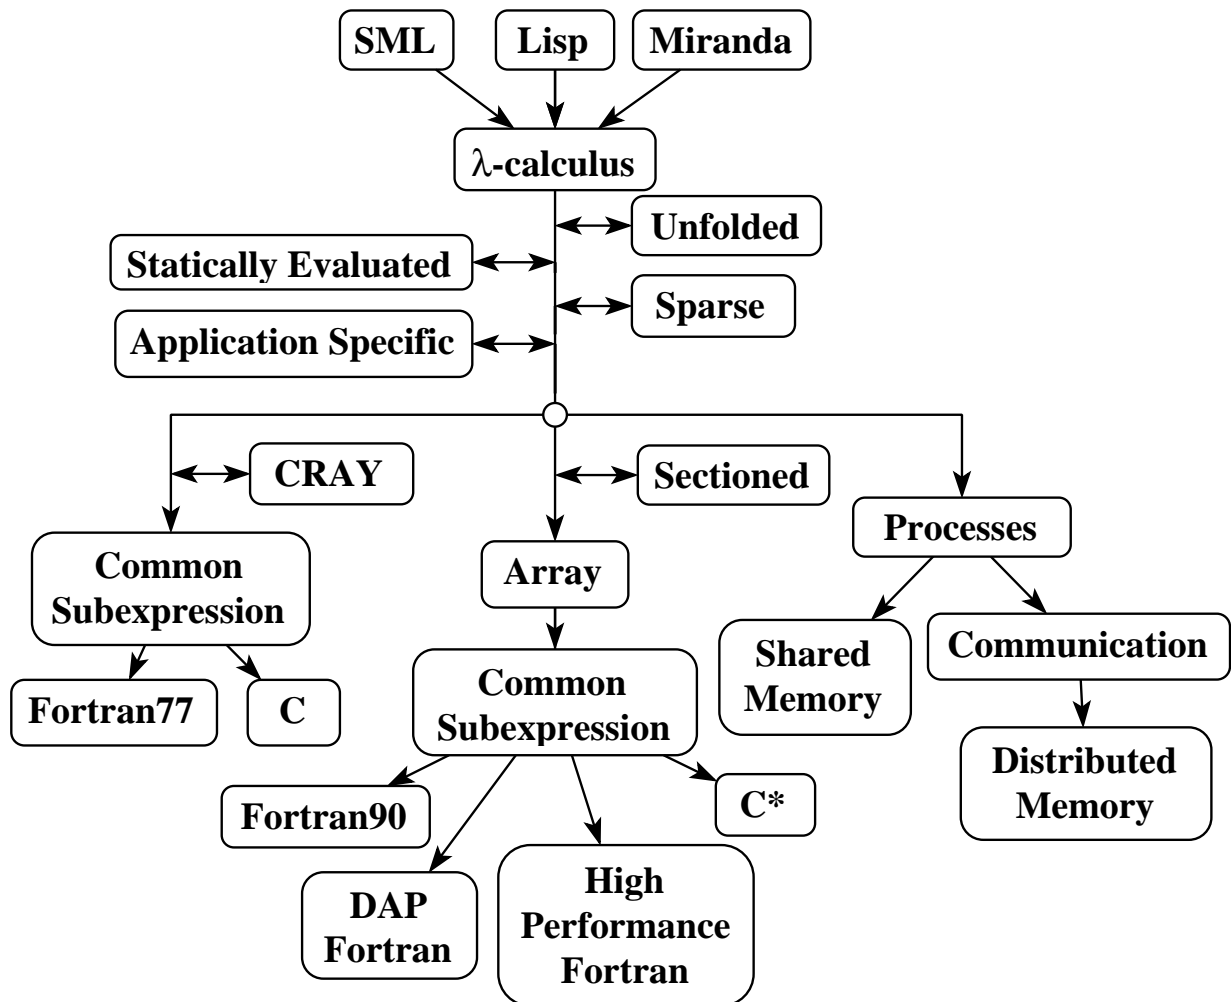 SML
Lisp
Miranda
λ-calculus
Unfolded
Statically Evaluated
Sparse
Application Specific
CRAY
Sectioned
Processes
Common
Subexpression
Array
Shared
Memory
Communication
Fortran77
C
Common
Subexpression
Distributed
Memory
Fortran90
C*
DAP
Fortran
High
Performance
Fortran